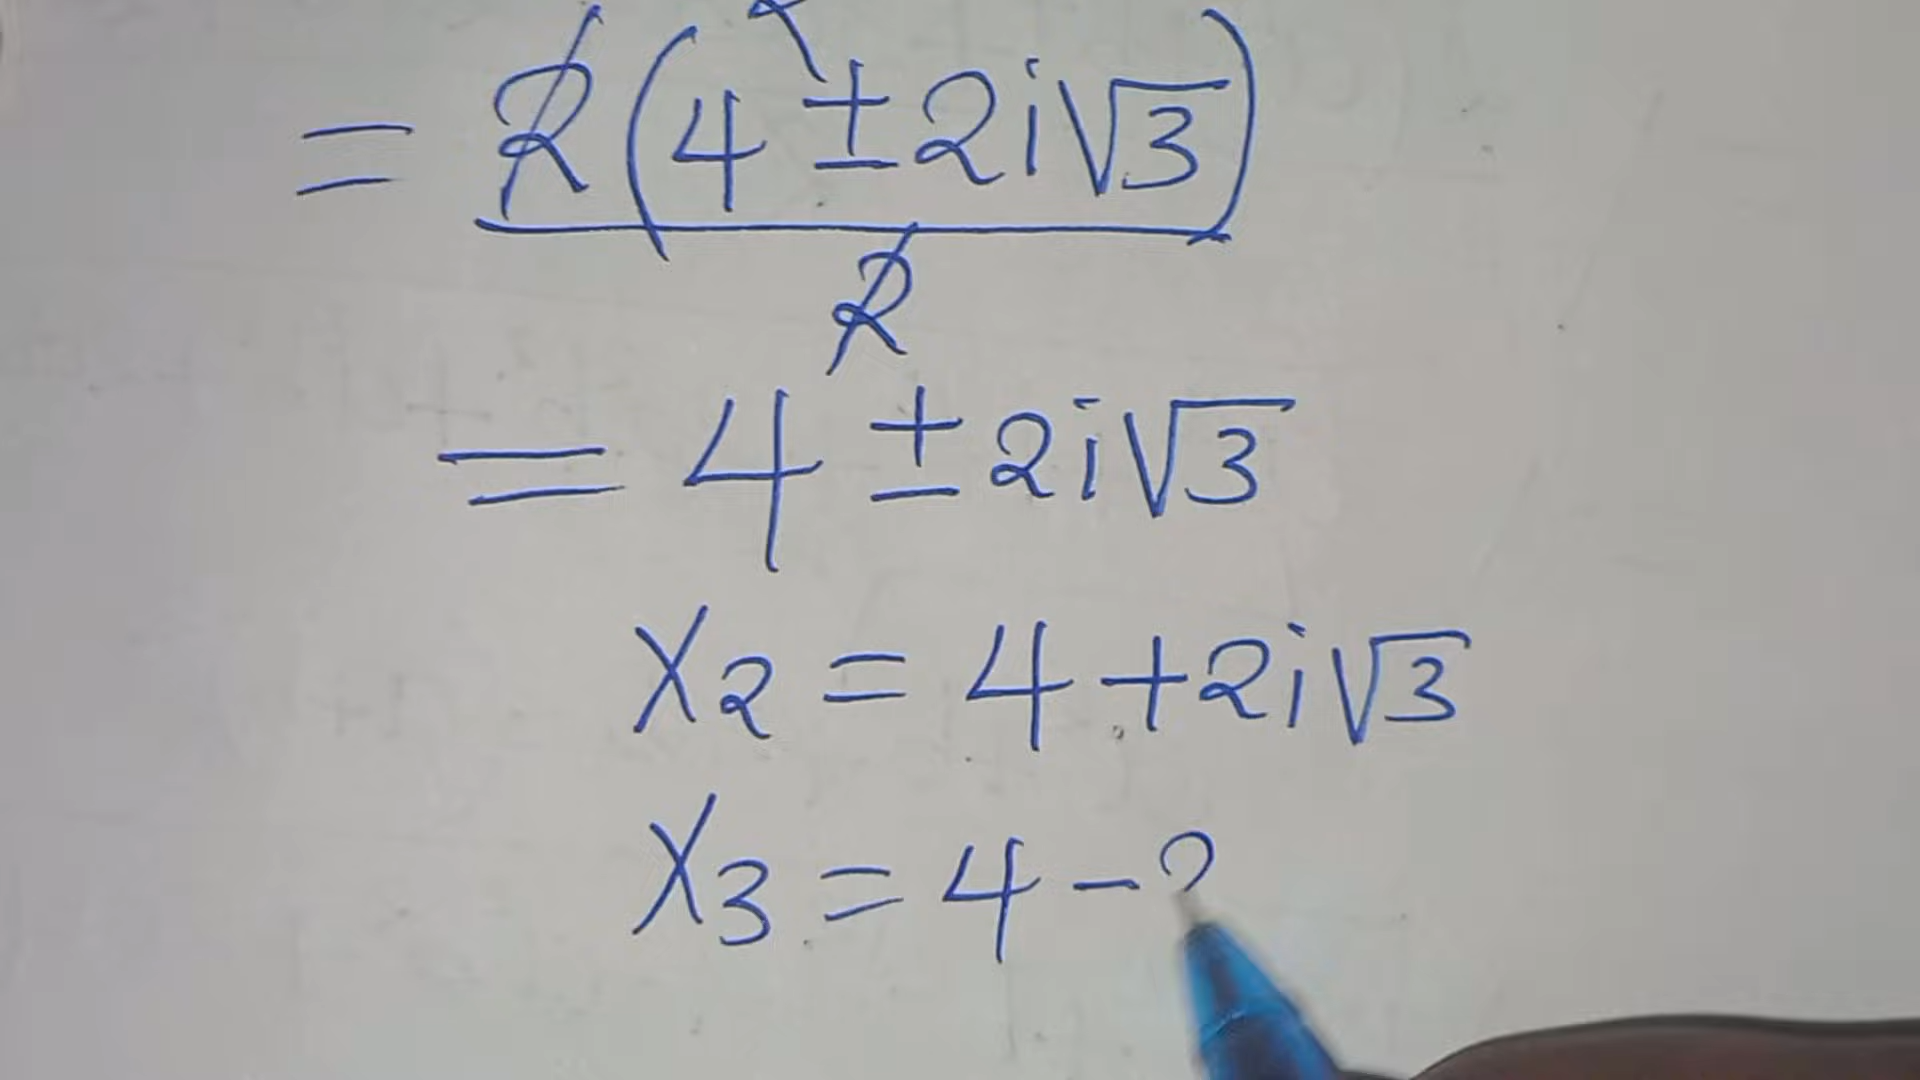 = 2(4 ± 2i√3)
2
= 4 ± 2i√3
x2 = 4 + 2i√3
x3 = 4 -